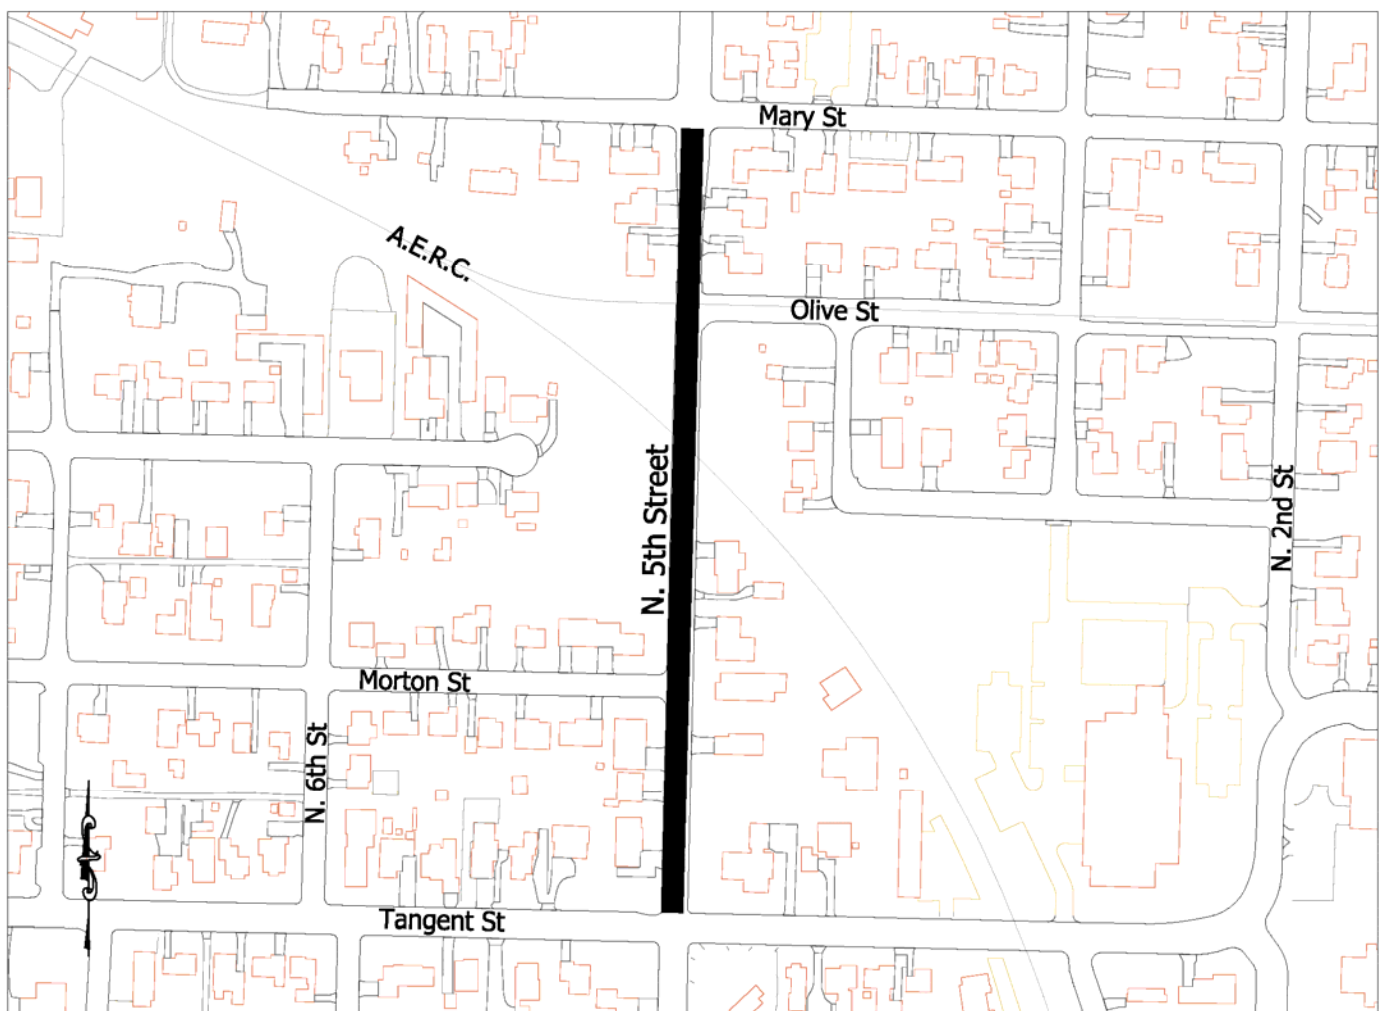 Mary St
A.E.R.C.
Olive St
N. 5th Street
N. 2nd St
Morton St
N. 6th St
Tangent St